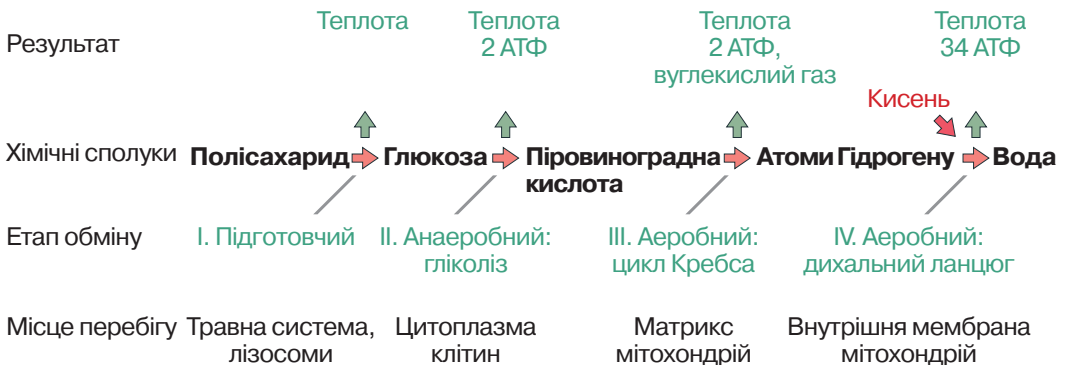 Результат
Теплота
Теплота
2 АТФ
Теплота
2 АТФ,
вуглекислий газ
Теплота
34 АТФ
Кисень
Хімічні сполуки
Полісахарид
Глюкоза
Піровиноградна
кислота
Атоми Гідрогену
Вода
Етап обміну
І. Підготовчий
ІІ. Анаеробний:
гліколіз
ІІІ. Аеробний:
цикл Кребса
IV. Аеробний:
дихальний ланцюг
Місце перебігу
Травна система,
лізосоми
Цитоплазма
клітин
Матрикс
мітохондрій
Внутрішня мембрана
мітохондрій